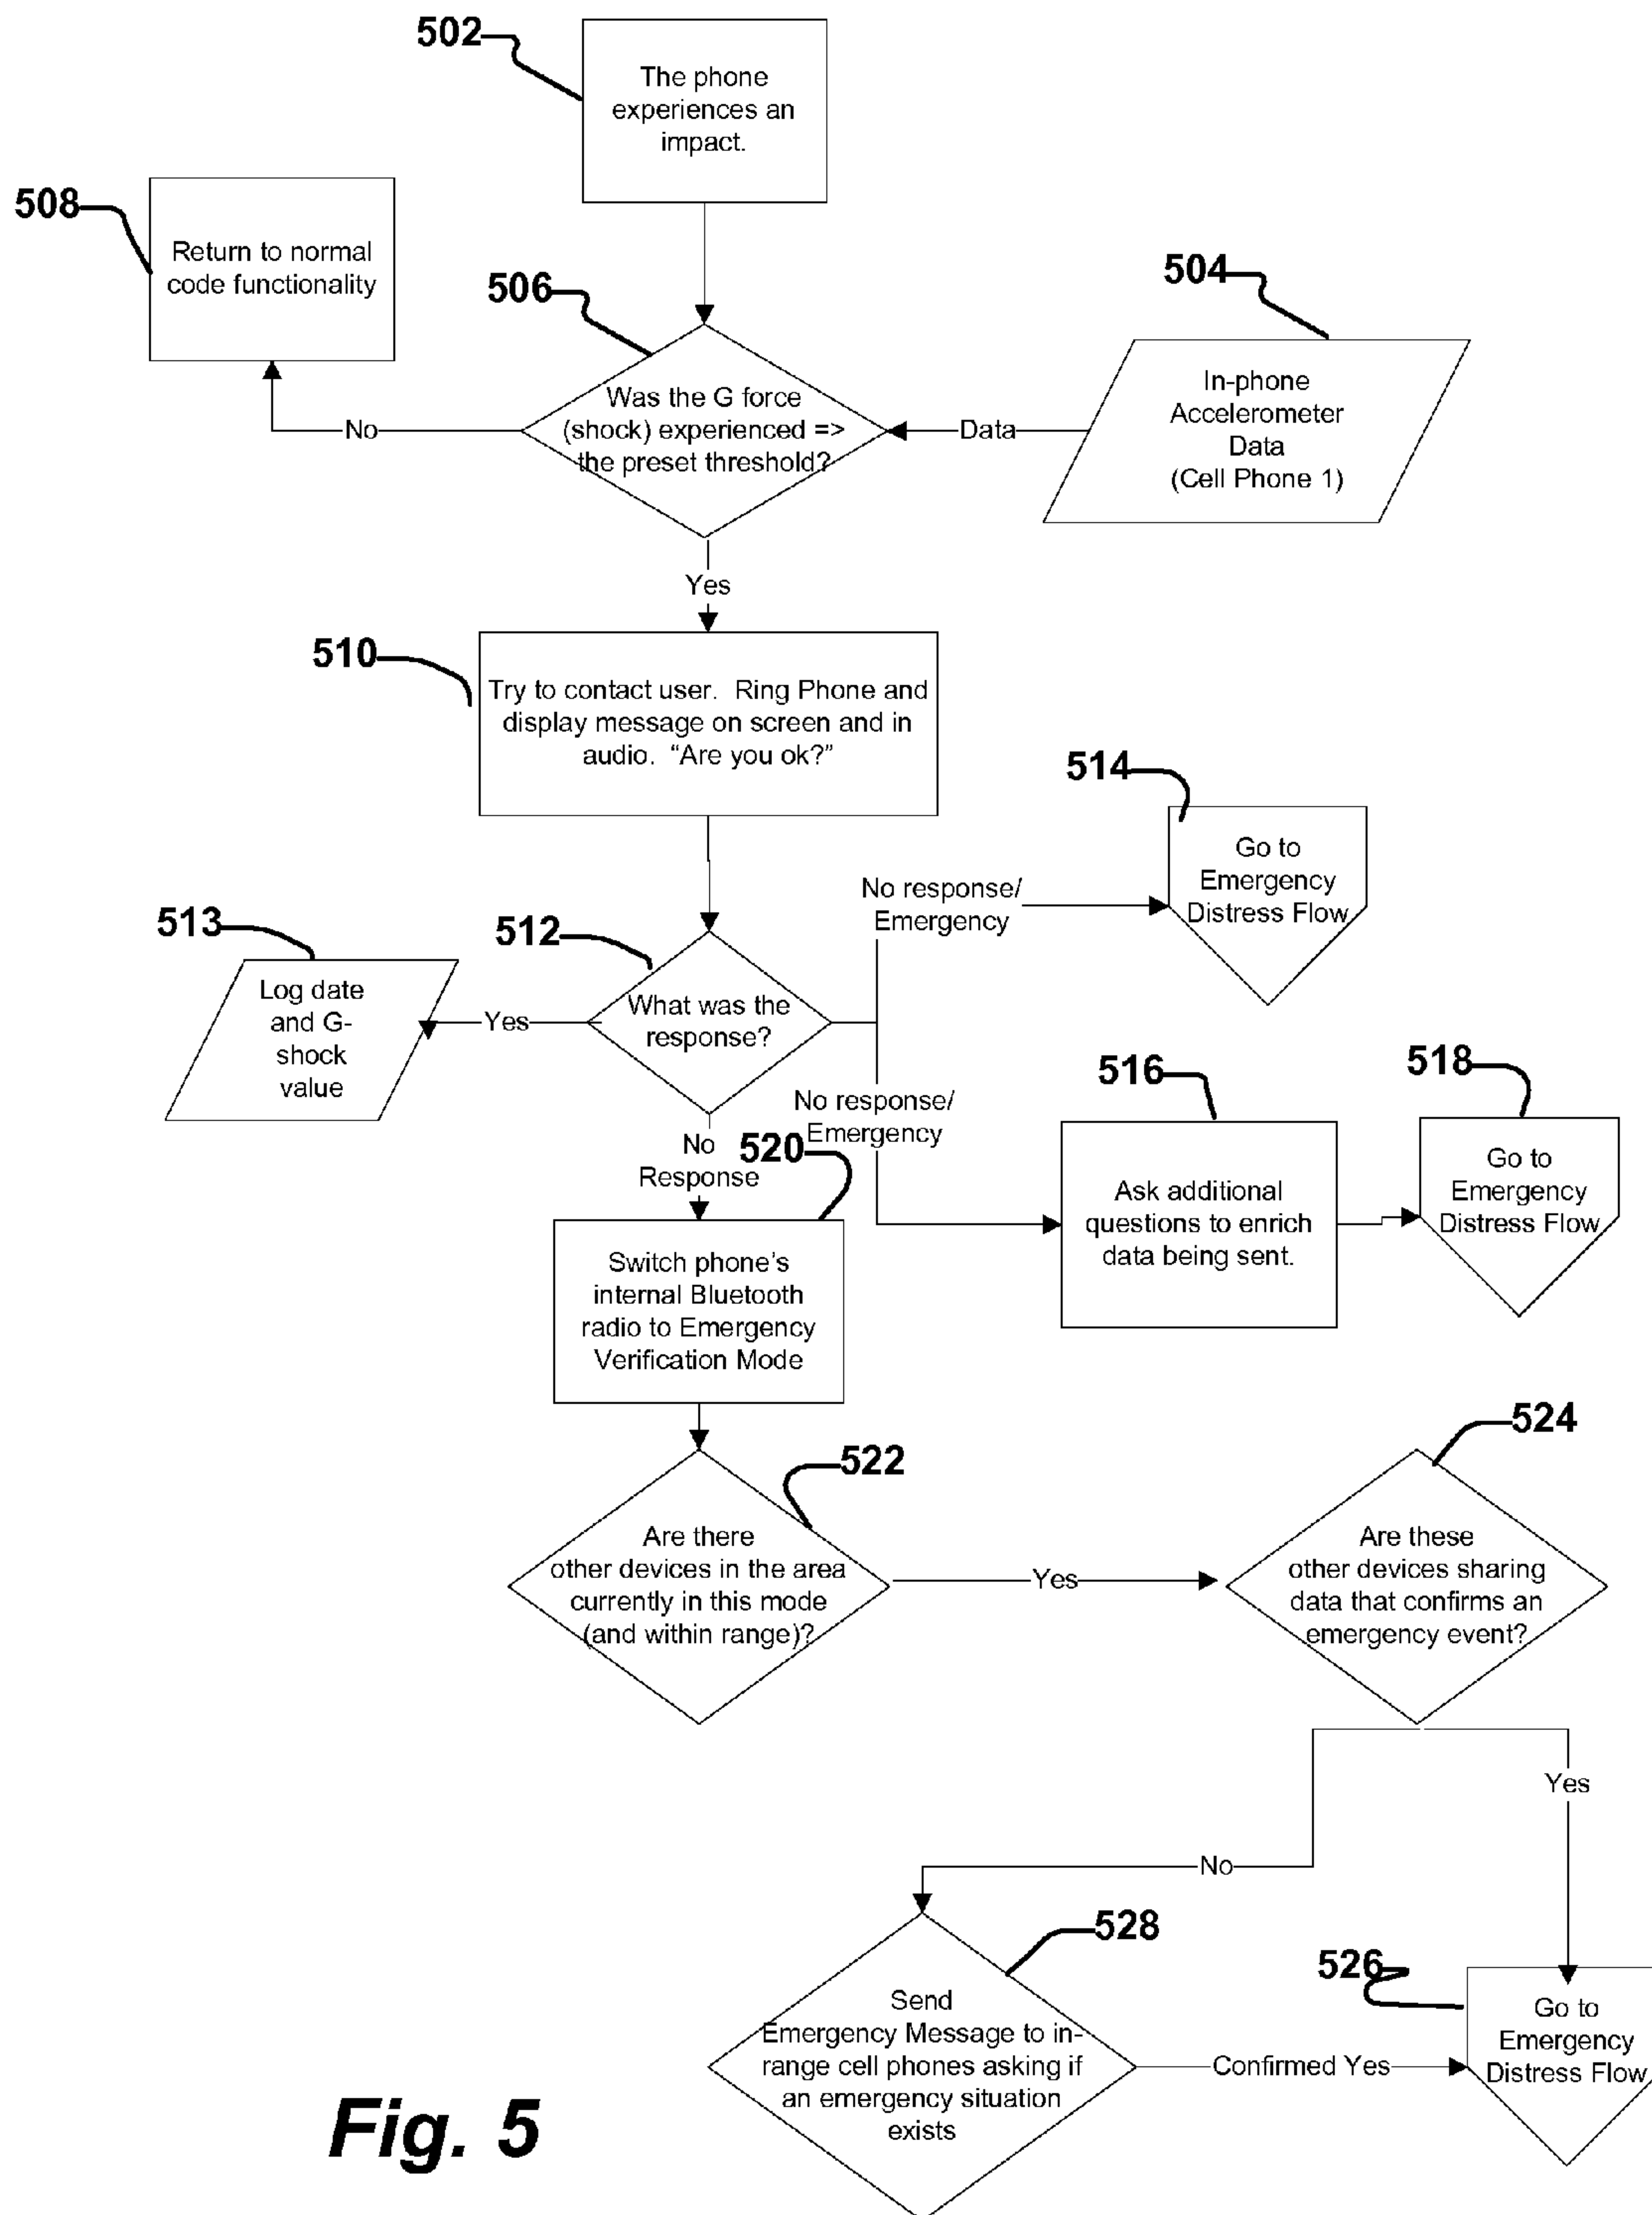 502
The phone
experiences an
impact.
508
Return to normal
code functionality
506
504
Was the G force
(shock) experienced =>
the preset threshold?
No
Data
In-phone
Accelerometer
Data
(Cell Phone 1)
Yes
510
Try to contact user. Ring Phone and
display message on screen and in
audio. “Are you ok?”
514
Go to
Emergency
Distress Flow
No response/
Emergency
513
Log date
and G-
shock
value
512
Yes
What was the
response?
No response/
Emergency
516
Ask additional
questions to enrich
data being sent.
518
Go to
Emergency
Distress Flow
No
Response
520
Switch phone’s
internal Bluetooth
radio to Emergency
Verification Mode
522
Are there
other devices in the area
currently in this mode
(and within range)?
Yes
524
Are these
other devices sharing
data that confirms an
emergency event?
Yes
No
528
Send
Emergency Message to in-
range cell phones asking if
an emergency situation
exists
Confirmed Yes
526
Go to
Emergency
Distress Flow
Fig. 5